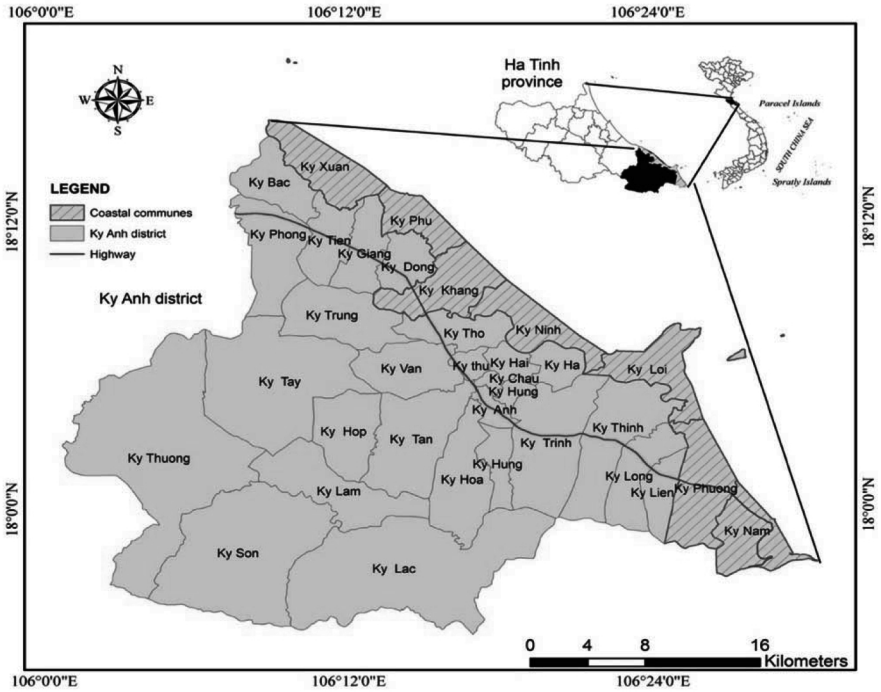 106°0'0"E 106°12'0"E 106°24'0"E
N
W E
S
Ha Tinh
province
Paracel Islands
SOUTH CHINA SEA
Spratly Islands
18°12'0"N 18°12'0"N
LEGEND
Coastal communes
Ky Anh district
Highway
Ky Anh district
Ky Xuan
Ky Bac
Ky Phu
Ky Phong
Ky Tien
Ky Giang
Ky Dong
Ky Khang
Ky Trung
Ky Tho
Ky Ninh
Ky Van
Ky thu
Ky Hai
Ky Ha
Ky Loi
Ky Chau
Ky Hung
Ky Tay
Ky Anh
Ky Hop
Ky Tan
Ky Trinh
Ky Thinh
Ky Thuong
Ky Hoa
Ky Hung
Ky Long
Ky Lam
Ky Lien
Ky Phuong
Ky Nam
Ky Son
Ky Lac
18°0'0"N 18°0'0"N
0 4 8 16
Kilometers
106°0'0"E 106°12'0"E 106°24'0"E